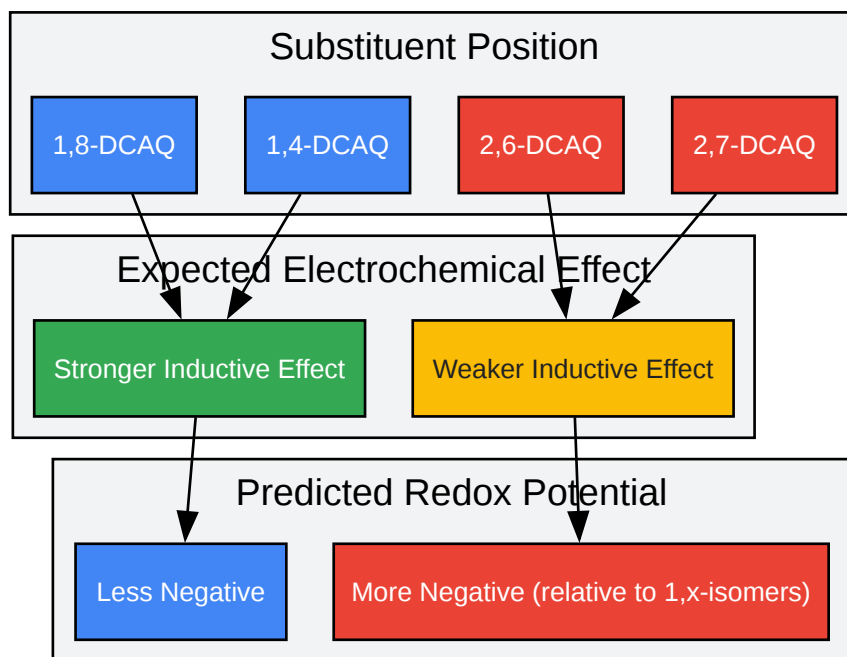 Substituent Position
1,8-DCAQ
1,4-DCAQ
2,6-DCAQ
2,7-DCAQ
Expected Electrochemical Effect
Stronger Inductive Effect
Weaker Inductive Effect
Predicted Redox Potential
Less Negative
More Negative (relative to 1,x-isomers)